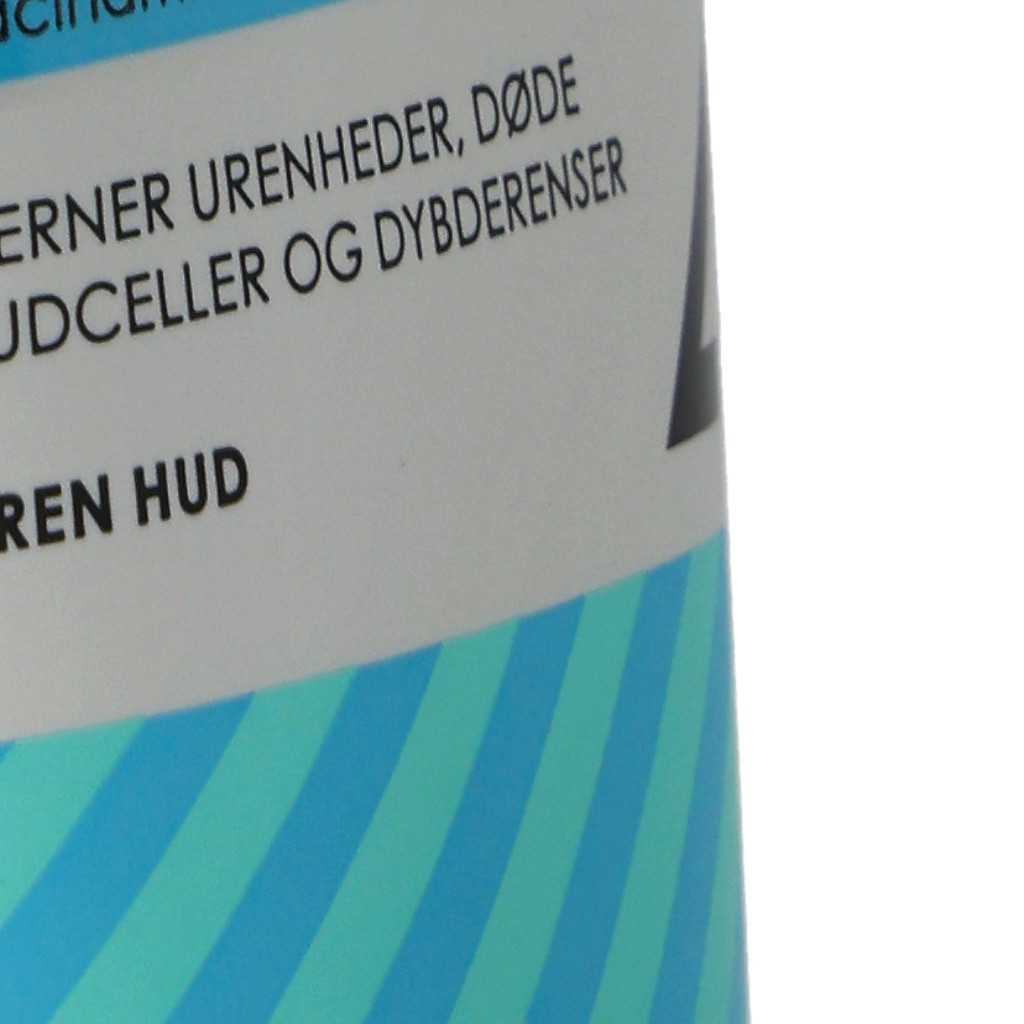 ERNER URENHEDER, DØDE
UDCELLER OG DYBDERENSER
REN HUD